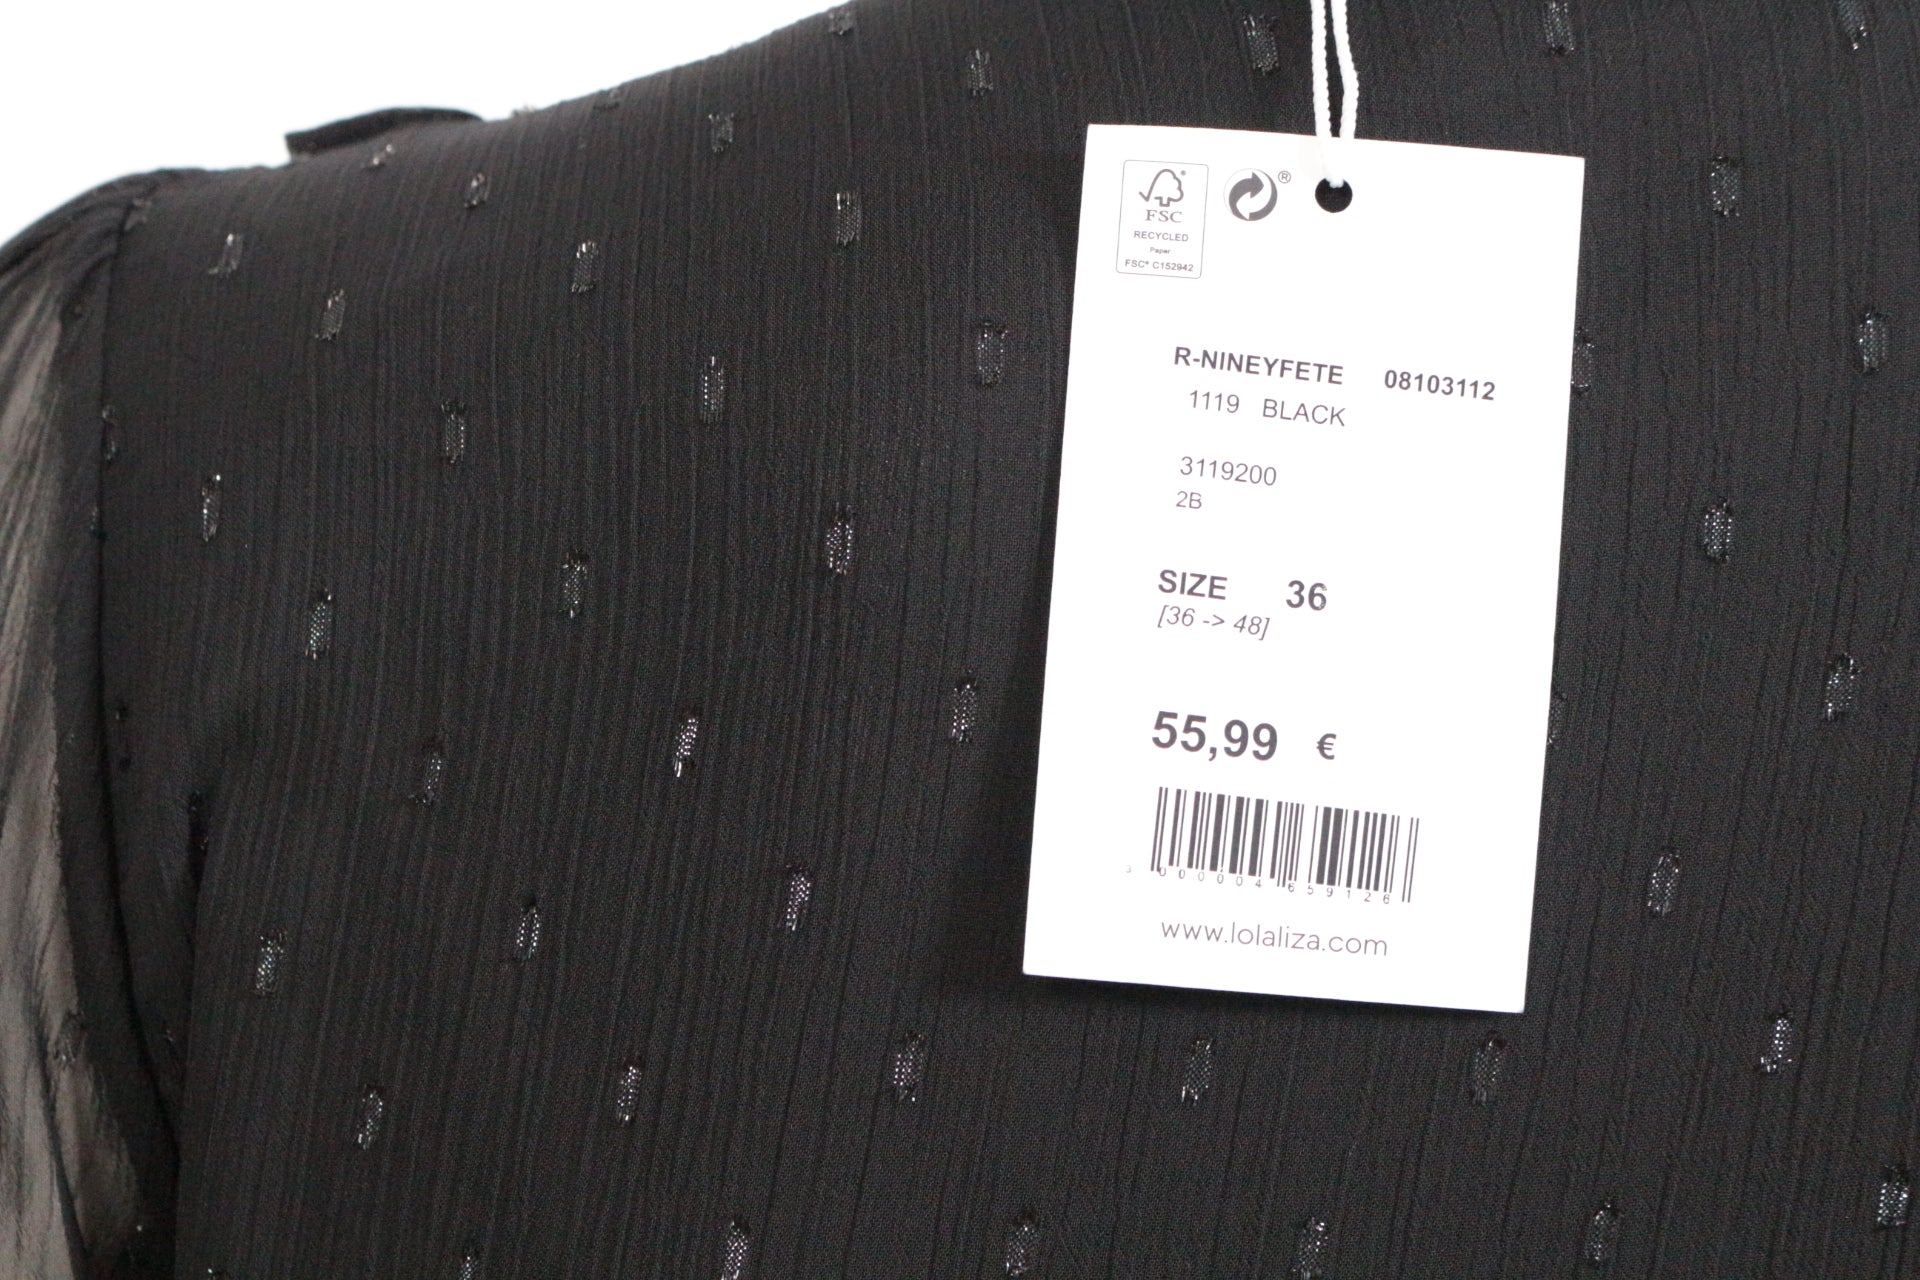 FSC
RECYCLED
Paper
FSC® C152942
®
R-NINEYFETE 08103112
1119 BLACK
3119200
2B
SIZE 36
[36 -> 48]
55,99 €
3 000004 659126
www.lolaliza.com